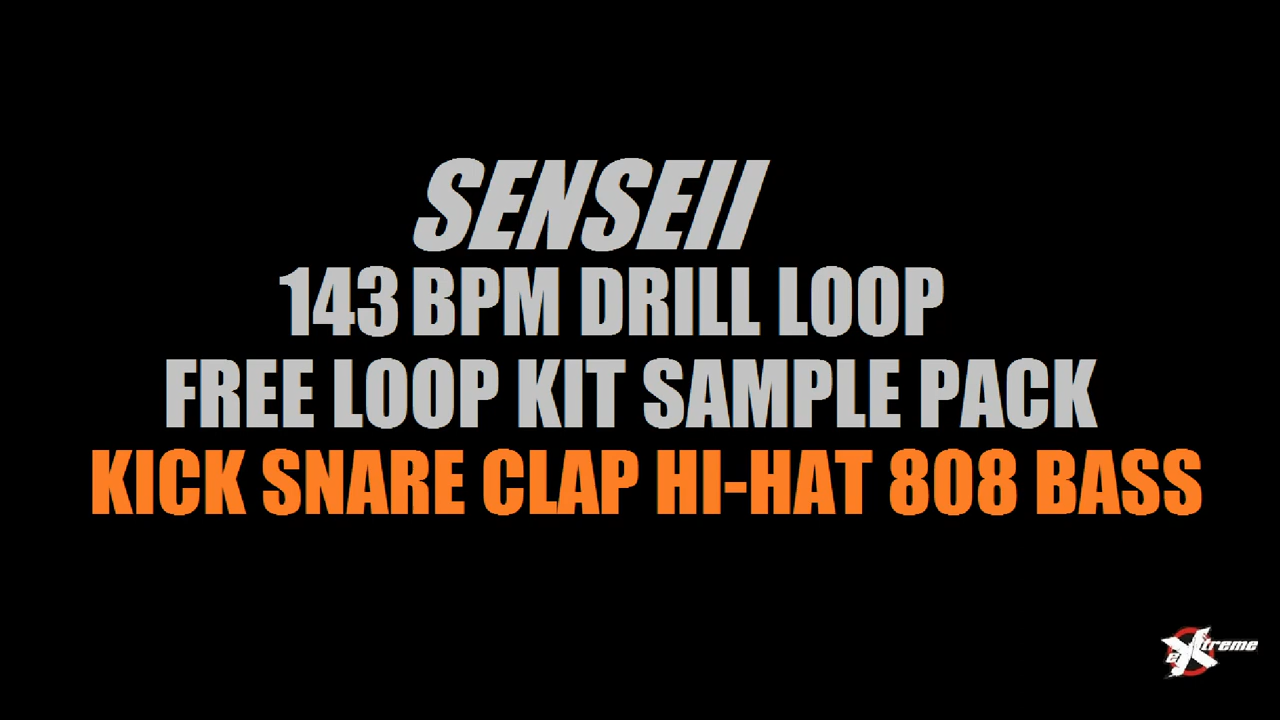 SENSEII
143 BPM DRILL LOOP
FREE LOOP KIT SAMPLE PACK
KICK SNARE CLAP HI-HAT 808 BASS
eXtreme